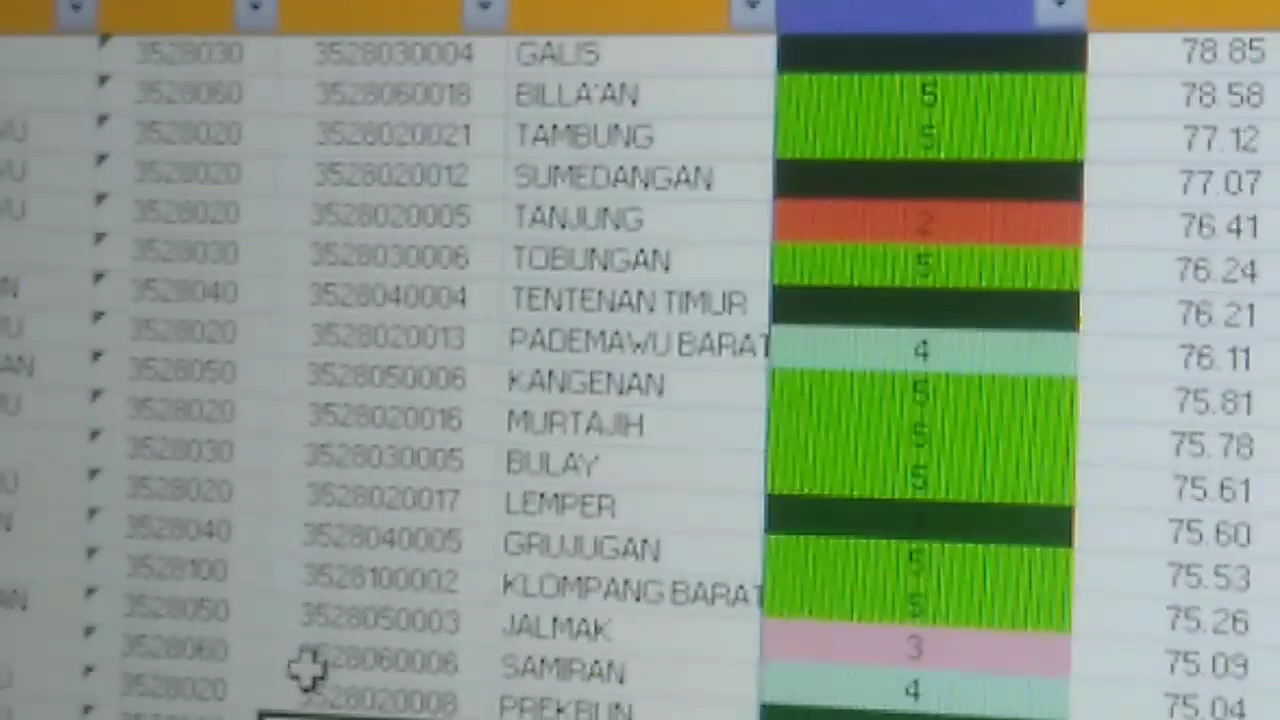 3528030 3528030004 GALIS 78.85
3528060 3528060018 BILLA'AN 5 78.58
3528020 3528020021 TAMBUNG 5 77.12
3528020 3528020012 SUMEDANGAN 77.07
3528020 3528020005 TANJUNG 2 76.41
3528030 3528030006 TOBUNGAN 5 76.24
N 3528040 3528040004 TENTENAN TIMUR 76.21
3528020 3528020013 PADEMAWU BARAT 4 76.11
AN 3528050 3528050006 KANGENAN 5 75.81
3528020 3528020016 MURTAJIH 5 75.78
3528030 3528030005 BULAY 5 75.61
U 3528020 3528020017 LEMPER 75.60
N 3528040 3528040005 GRUJUGAN 5 75.53
3528100 3528100002 KLOMPANG BARAT 5 75.26
AN 3528050 3528050003 JALMAK 3 75.09
3528060 3528060006 SAMIRAN 4 75.04
3528020 3528020008 PREKBUN